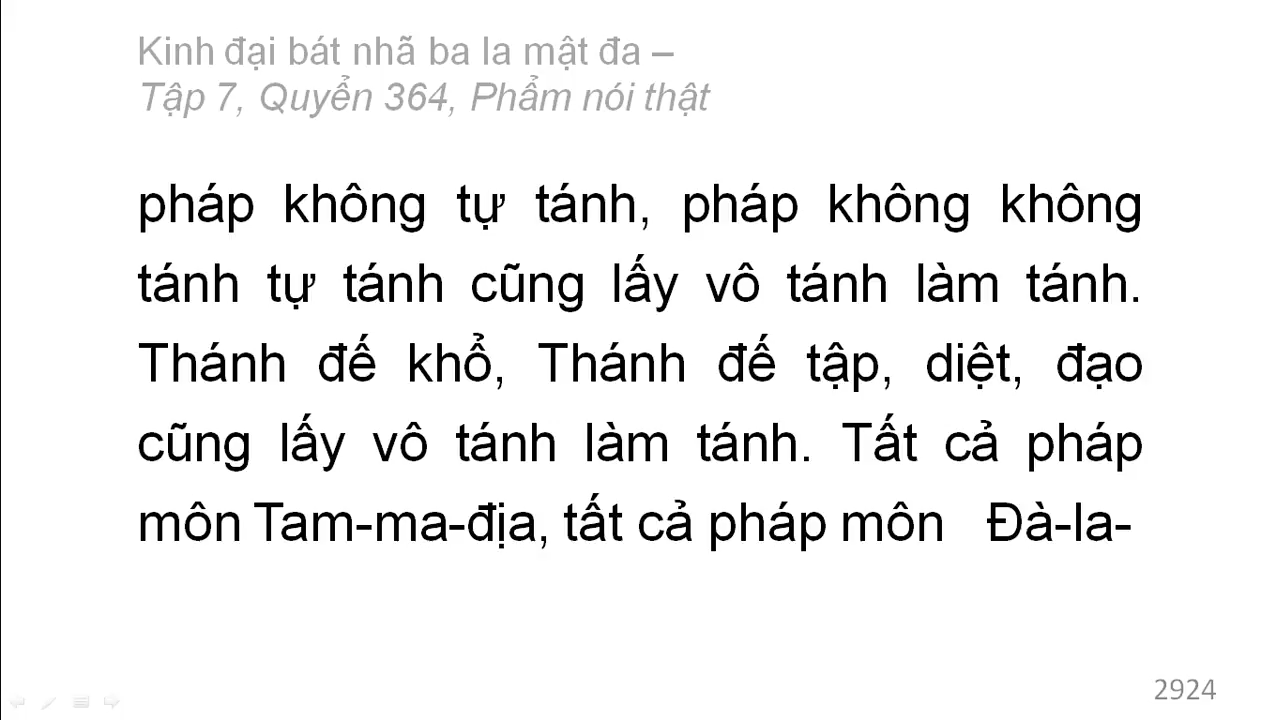 Kinh đại bát nhã ba la mật đa –
Tập 7, Quyển 364, Phẩm nói thật
pháp không tự tánh, pháp không không
tánh tự tánh cũng lấy vô tánh làm tánh.
Thánh đế khổ, Thánh đế tập, diệt, đạo
cũng lấy vô tánh làm tánh. Tất cả pháp
môn Tam-ma-địa, tất cả pháp môn Đà-la-
2924